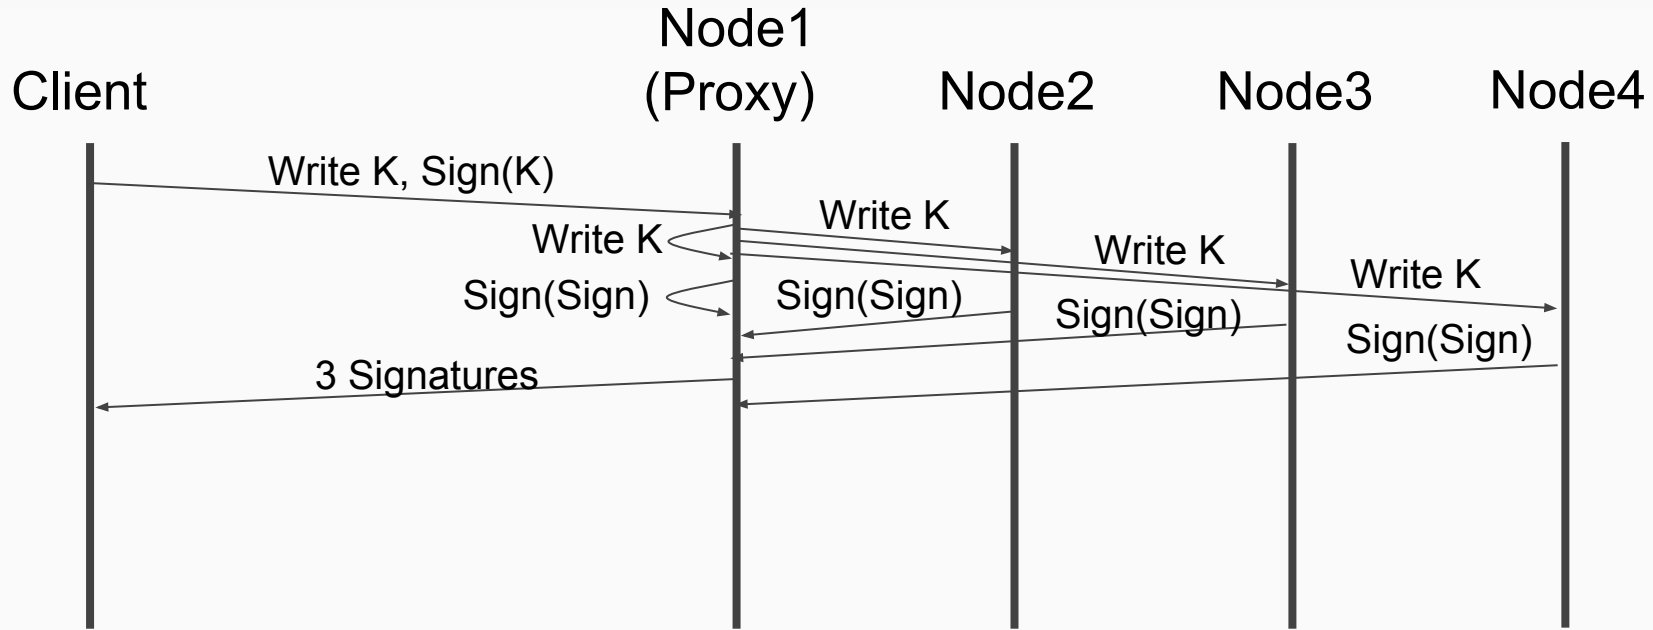 Node1
Client
(Proxy)
Node2
Node3
Node4
Write K, Sign(K)
Write K
Write K
Write K
Write K
Sign(Sign)
Sign(Sign)
Sign(Sign)
Sign(Sign)
3 Signatures